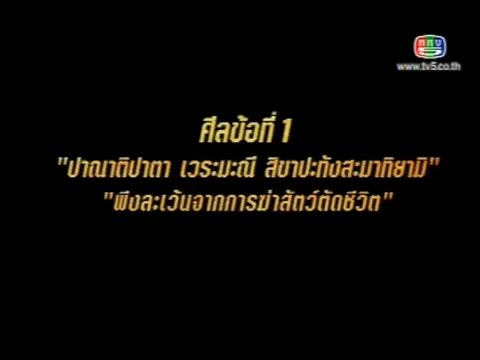 ททบ
5
www.tv5.co.th
ศีลข้อที่ 1
"ปาณาติปาตา เวระมะณี สิขาปะทังสะมาทิยามิ"
"พึงละเว้นจากการฆ่าสัตว์ตัดชีวิต"